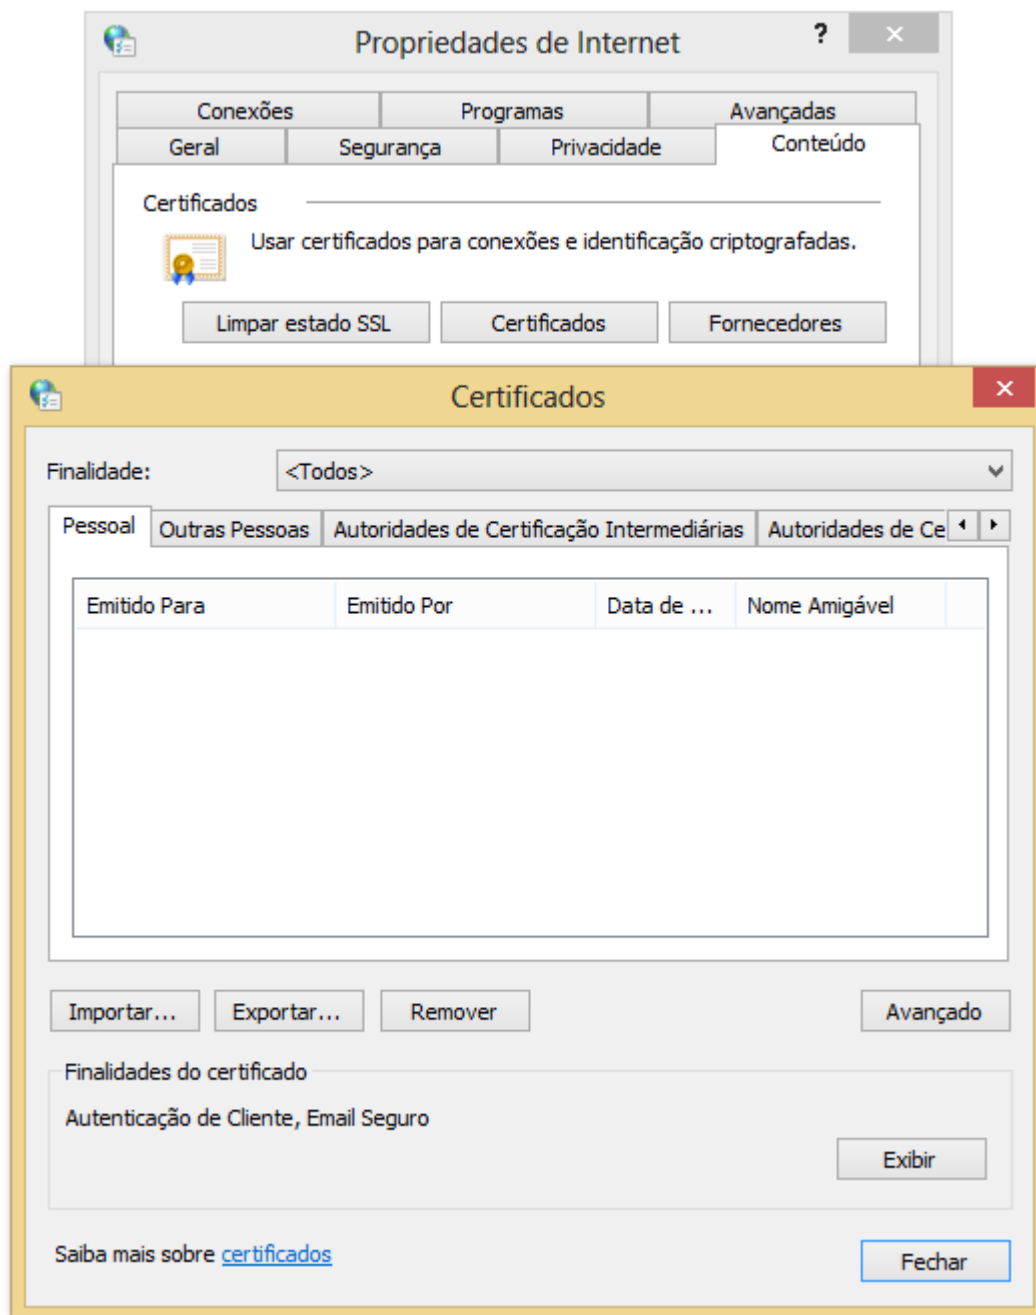 Propriedades de Internet ?
Conexões Programas Avançadas
Geral Segurança Privacidade Conteúdo
Certificados
Usar certificados para conexões e identificação criptografadas.
Limpar estado SSL Certificados Fornecedores
Certificados
Finalidade: <Todos>
Pessoal Outras Pessoas Autoridades de Certificação Intermediárias Autoridades de Ce
Emitido Para Emitido Por Data de ... Nome Amigável
Importar... Exportar... Remover Avançado
Finalidades do certificado
Autenticação de Cliente, Email Seguro
Exibir
Saiba mais sobre certificados
Fechar